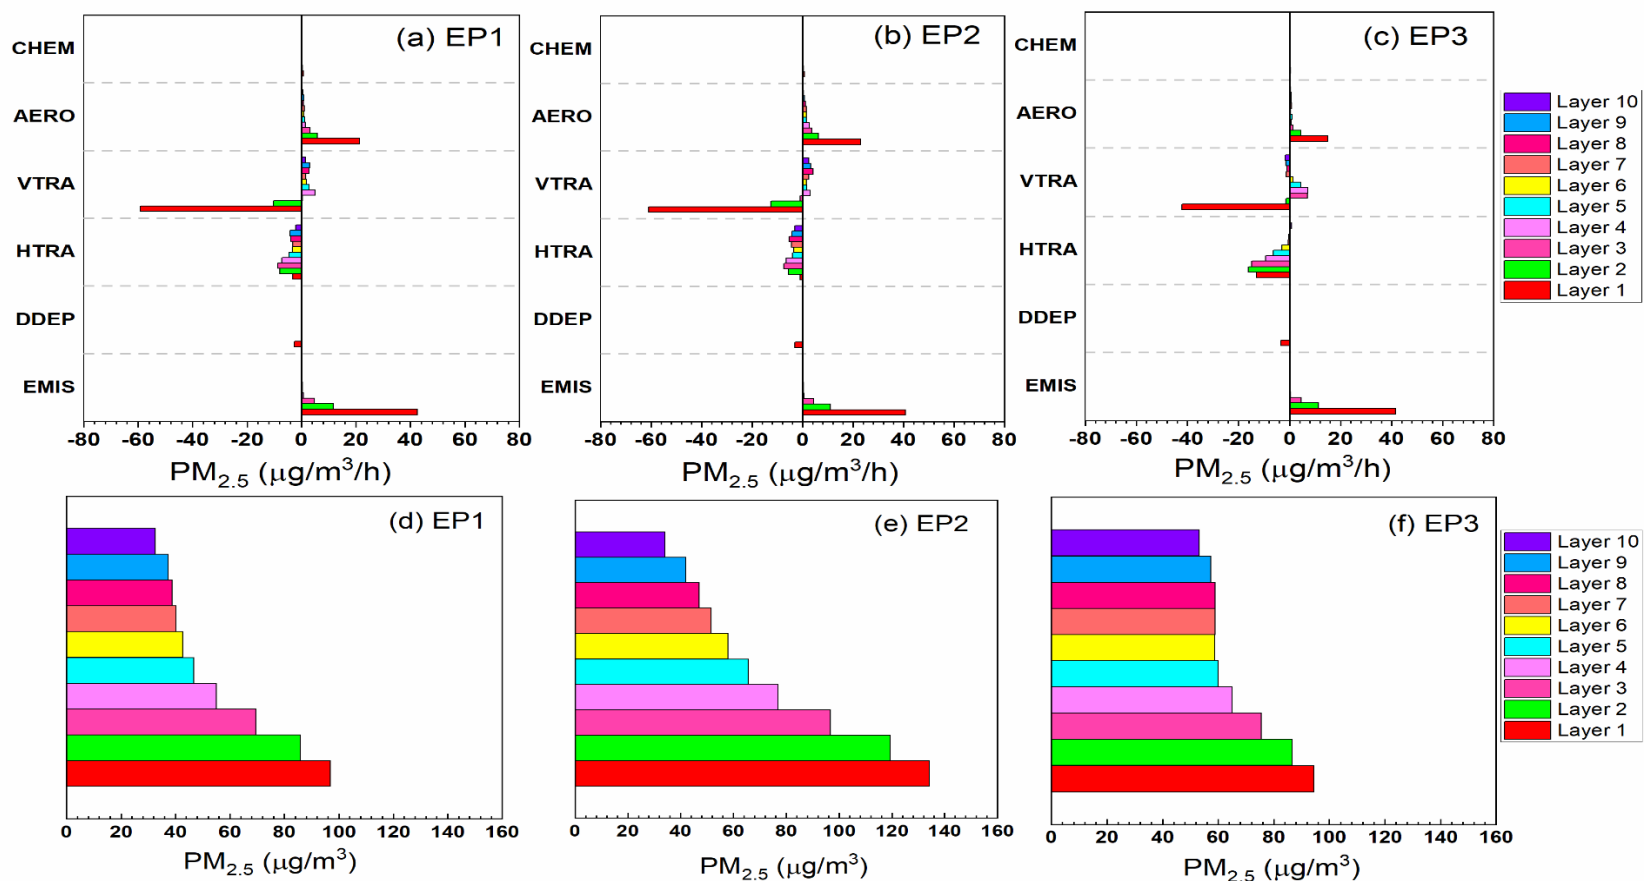 (a) EP1
CHEM
AERO
VTRA
HTRA
DDEP
EMIS
-80 -60 -40 -20 0 20 40 60 80
PM2.5 (μg/m³/h)
(b) EP2
CHEM
AERO
VTRA
HTRA
DDEP
EMIS
-80 -60 -40 -20 0 20 40 60 80
PM2.5 (μg/m³/h)
(c) EP3
CHEM
AERO
VTRA
HTRA
DDEP
EMIS
-80 -60 -40 -20 0 20 40 60 80
PM2.5 (μg/m³/h)
Layer 10
Layer 9
Layer 8
Layer 7
Layer 6
Layer 5
Layer 4
Layer 3
Layer 2
Layer 1
(d) EP1
0 20 40 60 80 100 120 140 160
PM2.5 (μg/m³)
(e) EP2
0 20 40 60 80 100 120 140 160
PM2.5 (μg/m³)
(f) EP3
0 20 40 60 80 100 120 140 160
PM2.5 (μg/m³)
Layer 10
Layer 9
Layer 8
Layer 7
Layer 6
Layer 5
Layer 4
Layer 3
Layer 2
Layer 1